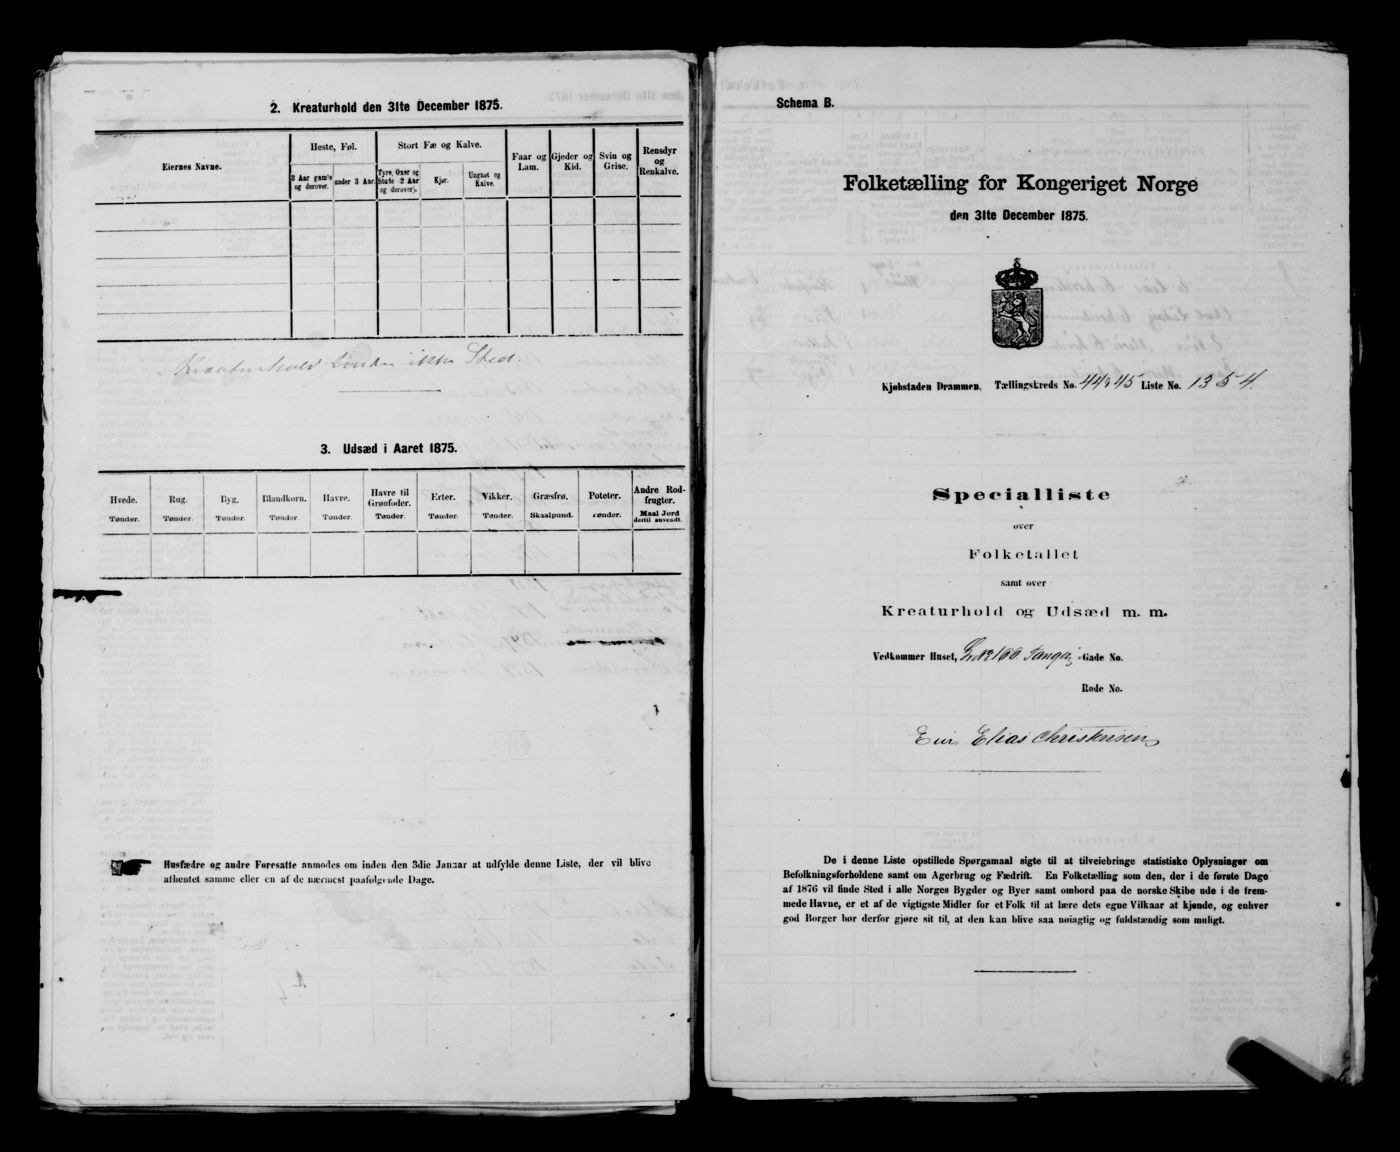 2. Kreaturhold den 31te December 1875.
Eiernes Navne.
Heste, Føl.
Stort Fæ og Kalve.
Faar og Lam.
Gjeder og Kid.
Svin og Grise.
Rensdyr og Renkalve.
3 Aar gamle og derover.
under 3 Aar.
Tyre, Oxer og Stude (2 Aar og derover).
Kjør.
Ungnøt og Kalve.
Kreaturhold finder ikke Sted.
3. Udsæd i Aaret 1875.
Hvede. Rug. Byg. Blandkorn. Havre. Havre til Grønfoder. Erter. Vikker. Græsfrø. Poteter. Andre Rodfrugter.
Tønder. Tønder. Tønder. Tønder Tønder. Tønder. Tønder. Tønder. Skaalpund. Tønder. Maal Jord dertil anvendt.
Husfædre og andre Foresatte anmodes om inden den 3die Januar at udfylde denne Liste, der vil blive
afhentet samme eller en af de nærmest paafølgende Dage.
Schema B.
Folketælling for Kongeriget Norge
den 31te December 1875.
Kjøbstaden Drammen. Tællingskreds No. 44 & 45 Liste No. 1354.
Specialliste
over
Folketallet
samt over
Kreaturhold og Udsæd m. m.
Vedkommer Huset, 100 Gade No.
Rode No.
Elias Christensen
De i denne Liste opstillede Spørgsmaal sigte til at tilveiebringe statistiske Oplysninger om
Befolkningsforholdene samt om Agerbrug og Fædrift. En Folketælling som den, der i de første Dage
af 1876 vil finde Sted i alle Norges Bygder og Byer samt ombord paa de norske Skibe ude i de frem-
mede Havne, er et af de vigtigste Midler for et Folk til at lære dets egne Vilkaar at kjende, og enhver
god Borger bør derfor gjøre sit til, at den kan blive saa nøiagtig og fuldstændig som muligt.